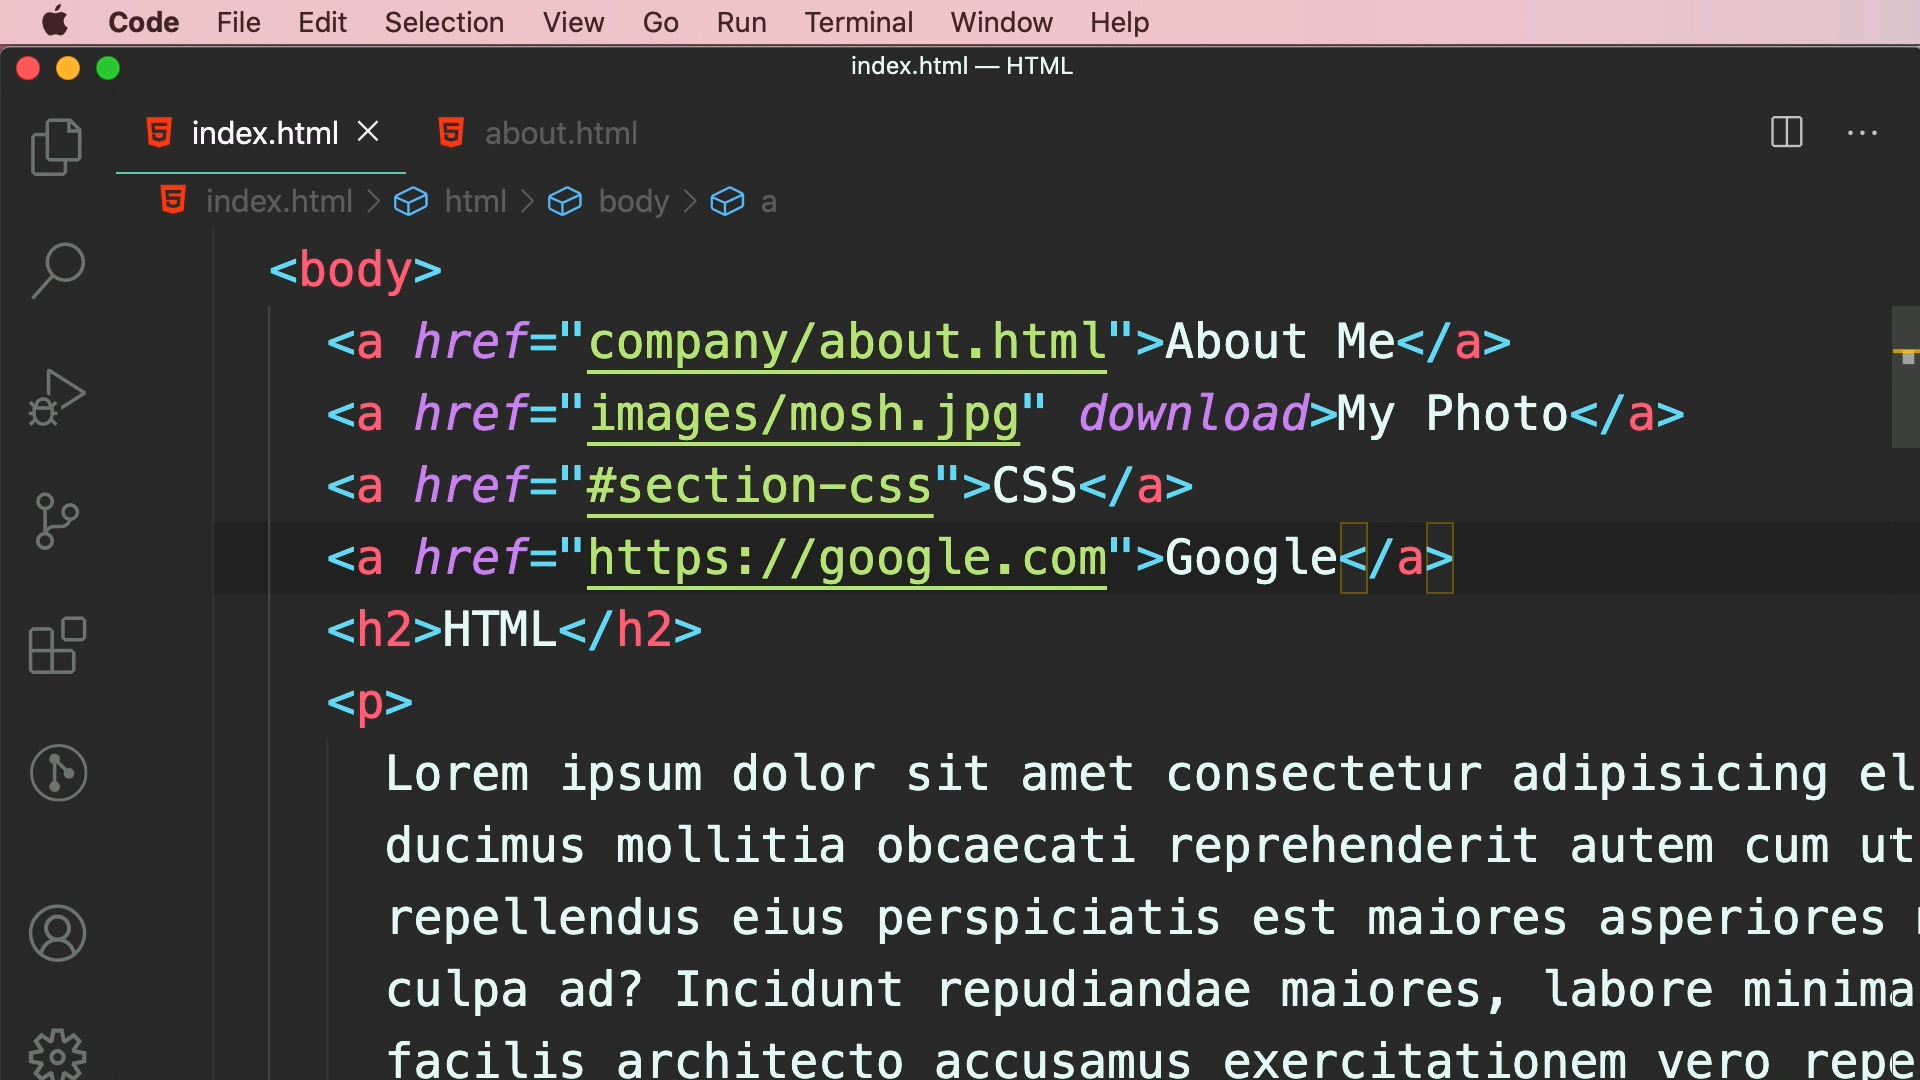 Code File Edit Selection View Go Run Terminal Window Help
index.html — HTML
index.html about.html
index.html > html > body > a
<body>
<a href="company/about.html">About Me</a>
<a href="images/mosh.jpg" download>My Photo</a>
<a href="#section-css">CSS</a>
<a href="https://google.com">Google</a>
<h2>HTML</h2>
<p>
Lorem ipsum dolor sit amet consectetur adipisicing el
ducimus mollitia obcaecati reprehenderit autem cum ut
repellendus eius perspiciatis est maiores asperiores
culpa ad? Incidunt repudiandae maiores, labore minima
facilis architecto accusamus exercitationem vero repe